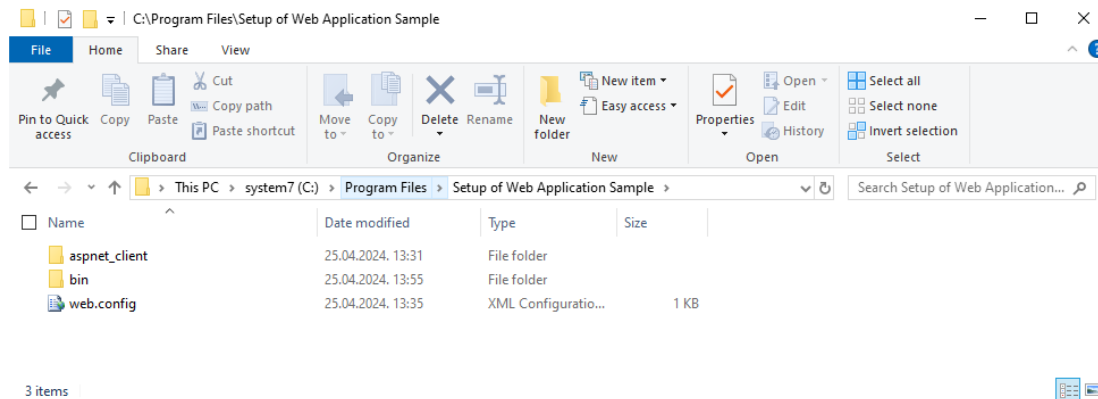 C:\Program Files\Setup of Web Application Sample
File Home Share View
Pin to Quick access
Copy
Paste
Cut
Copy path
Paste shortcut
Clipboard
Move to
Copy to
Delete
Rename
Organize
New folder
New item
Easy access
New
Properties
Open
Edit
History
Open
Select all
Select none
Invert selection
Select
This PC > system7 (C:) > Program Files > Setup of Web Application Sample >
Search Setup of Web Application...
Name Date modified Type Size
aspnet_client 25.04.2024. 13:31 File folder
bin 25.04.2024. 13:55 File folder
web.config 25.04.2024. 13:35 XML Configuratio... 1 KB
3 items